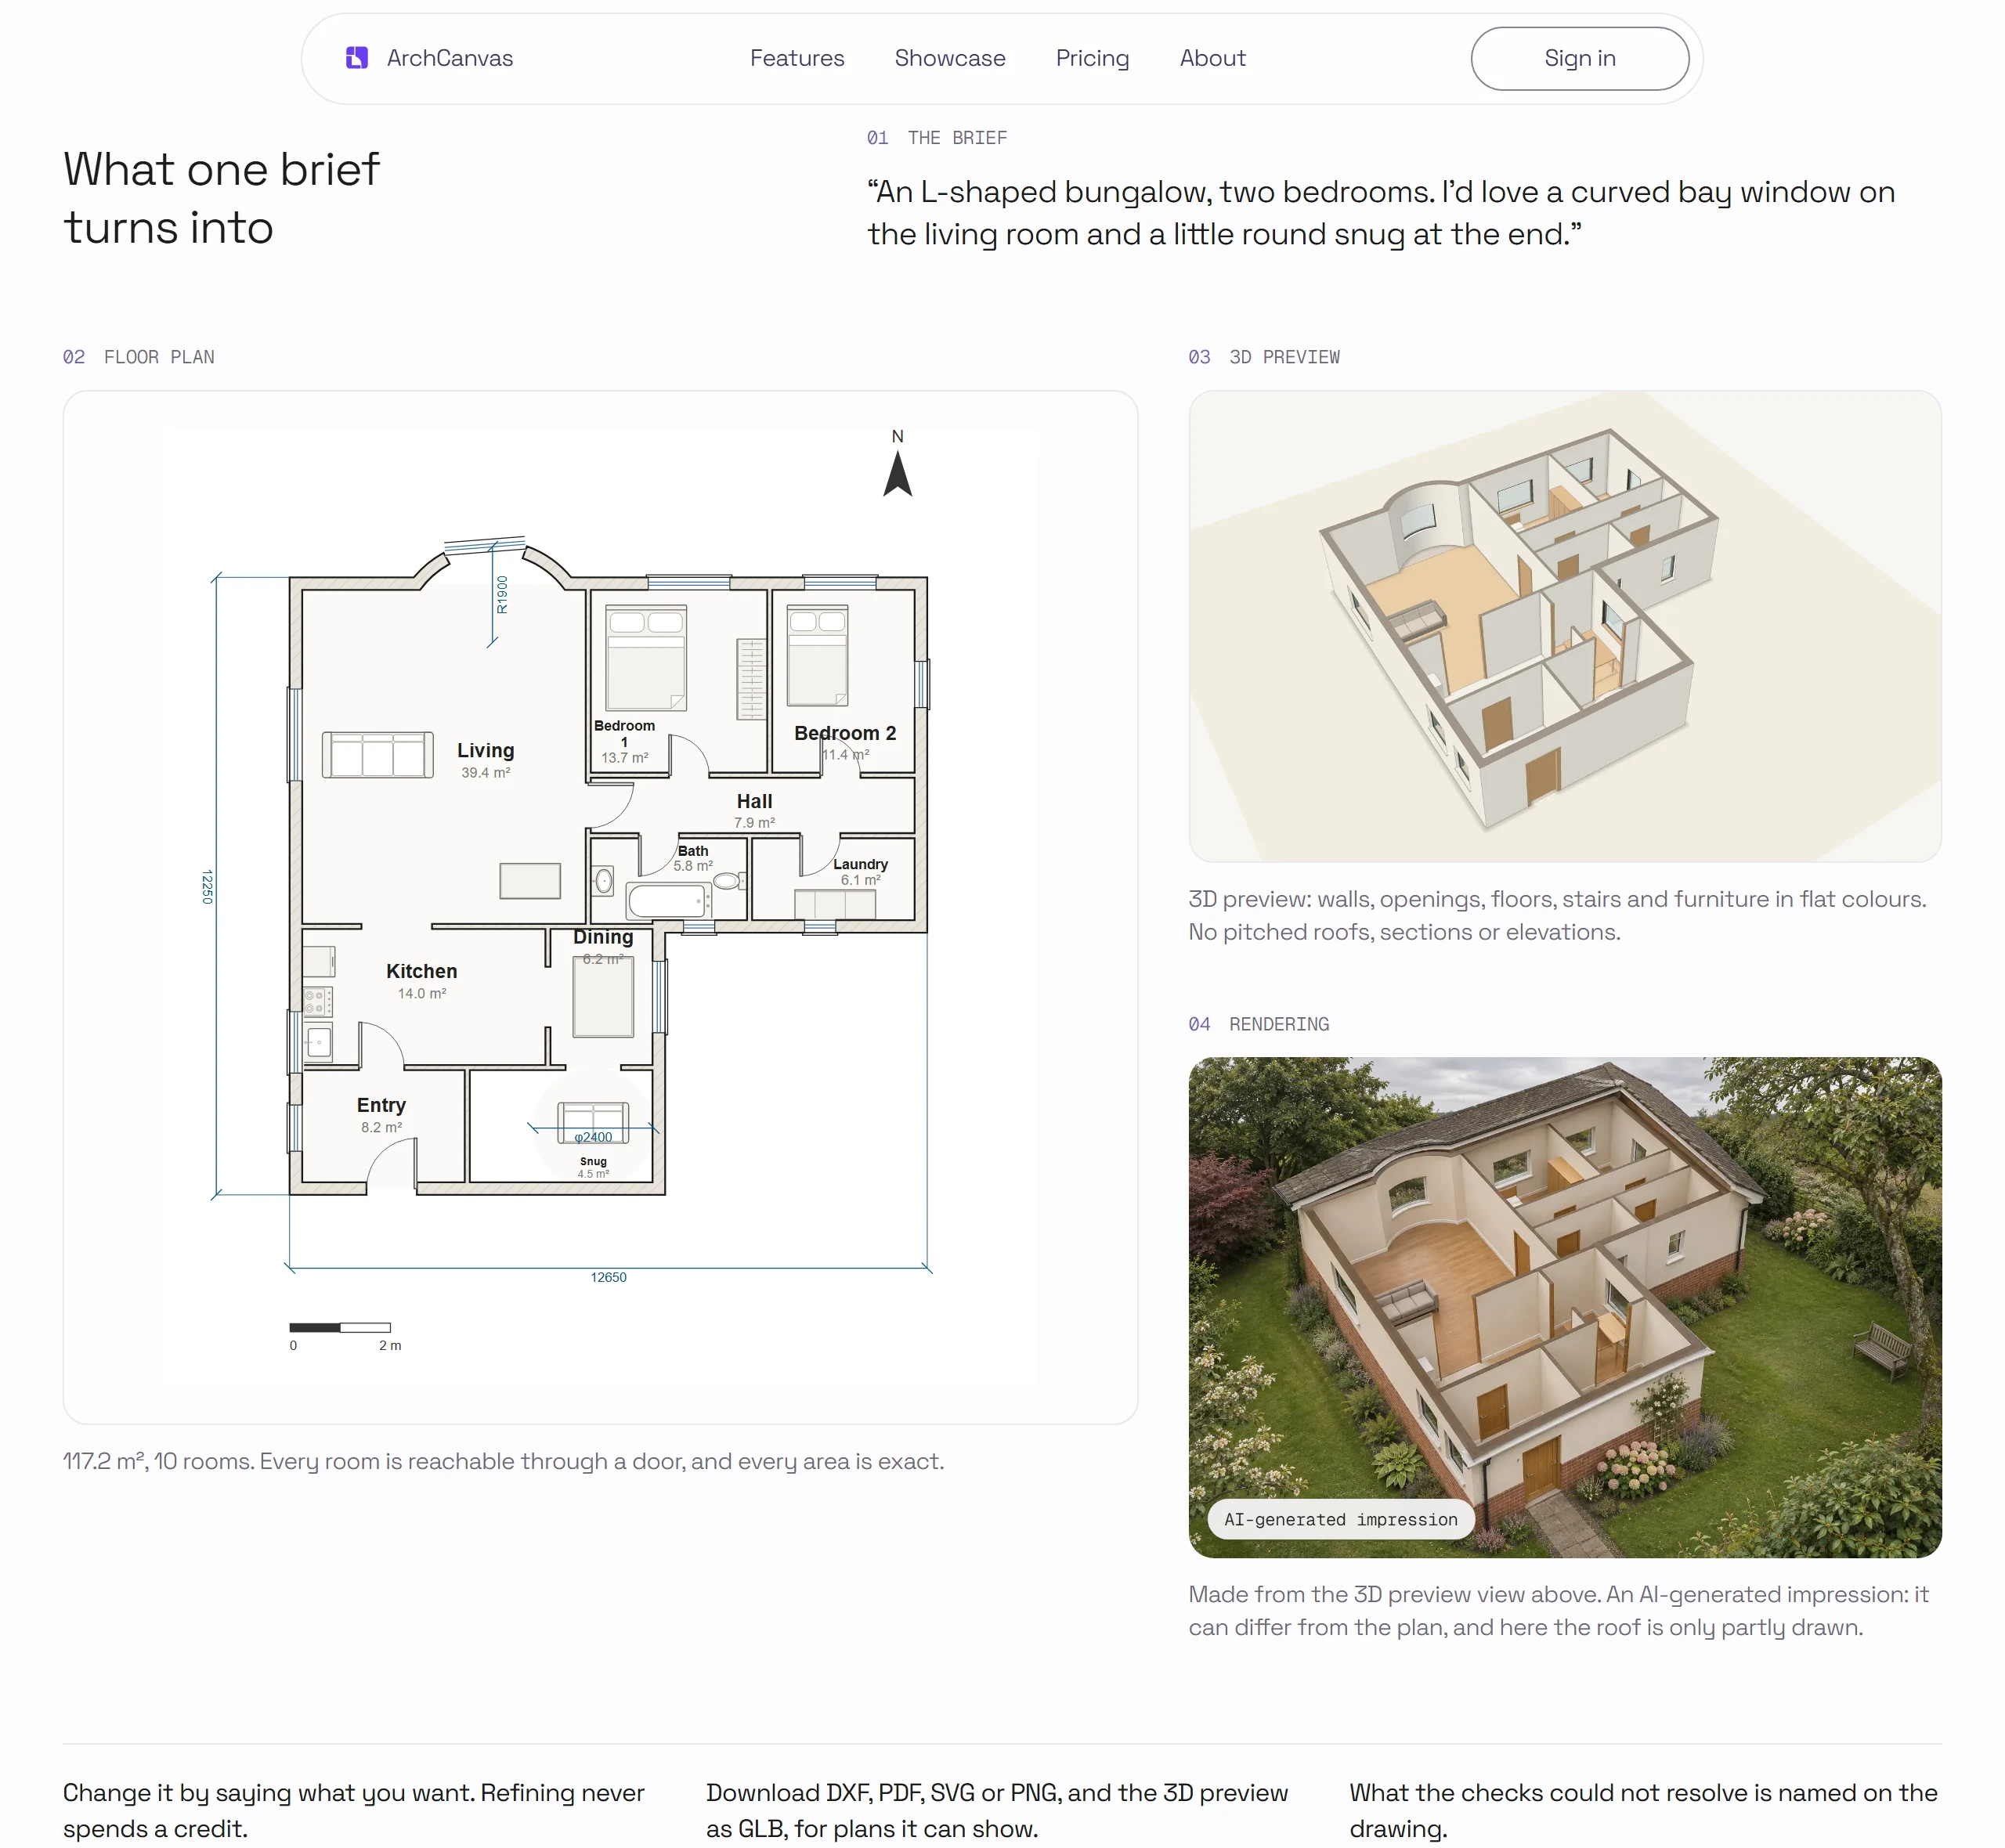 ArchCanvas
Features
Showcase
Pricing
About
Sign in
What one brief
turns into
01 THE BRIEF
“An L-shaped bungalow, two bedrooms. I’d love a curved bay window on
the living room and a little round snug at the end.”
02 FLOOR PLAN
N
R1900
Bedroom
1
13.7 m²
Bedroom 2
11.4 m²
Living
39.4 m²
Hall
7.9 m²
Bath
5.8 m²
Laundry
6.1 m²
12250
Dining
6.2 m²
Kitchen
14.0 m²
Entry
8.2 m²
φ2400
Snug
4.5 m²
12650
0
2 m
117.2 m², 10 rooms. Every room is reachable through a door, and every area is exact.
03 3D PREVIEW
3D preview: walls, openings, floors, stairs and furniture in flat colours.
No pitched roofs, sections or elevations.
04 RENDERING
AI-generated impression
Made from the 3D preview view above. An AI-generated impression: it
can differ from the plan, and here the roof is only partly drawn.
Change it by saying what you want. Refining never
spends a credit.
Download DXF, PDF, SVG or PNG, and the 3D preview
as GLB, for plans it can show.
What the checks could not resolve is named on the
drawing.